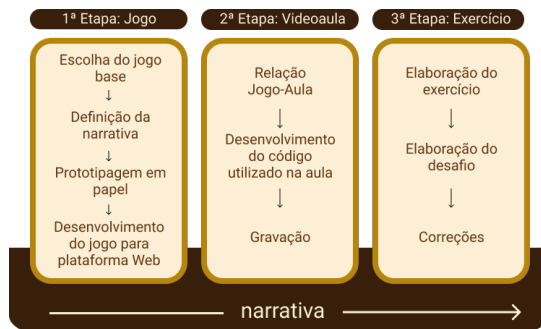 1ª Etapa: Jogo
Escolha do jogo
base
Definição da
narrativa
Prototipagem em
papel
Desenvolvimento
do jogo para
plataforma Web
2ª Etapa: Videoaula
Relação
Jogo-Aula
Desenvolvimento
do código
utilizado na aula
Gravação
3ª Etapa: Exercício
Elaboração do
exercício
Elaboração do
desafio
Correções
narrativa